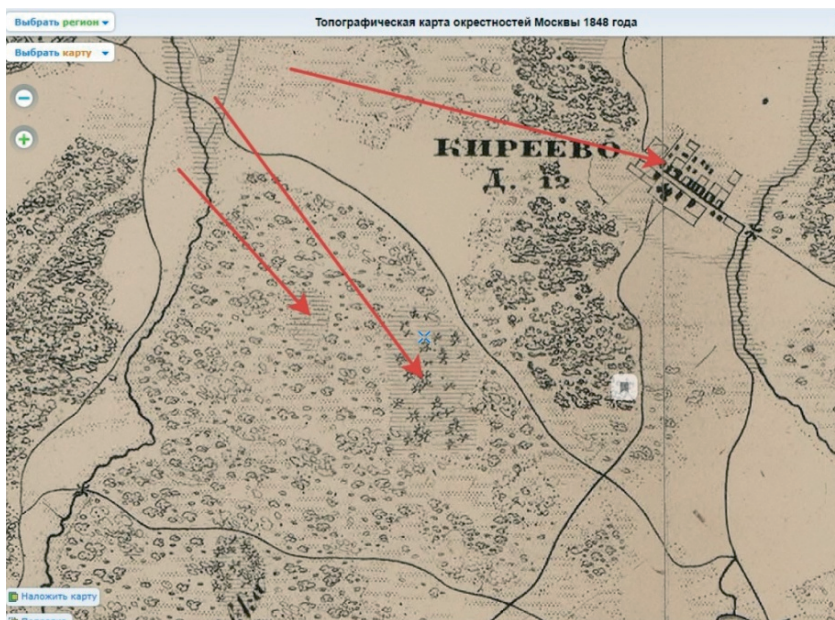 Выбрать регион
Топографическая карта окрестностей Москвы 1848 года
Выбрать карту
КИРЕЕВО
Д. 12
Наложить карту